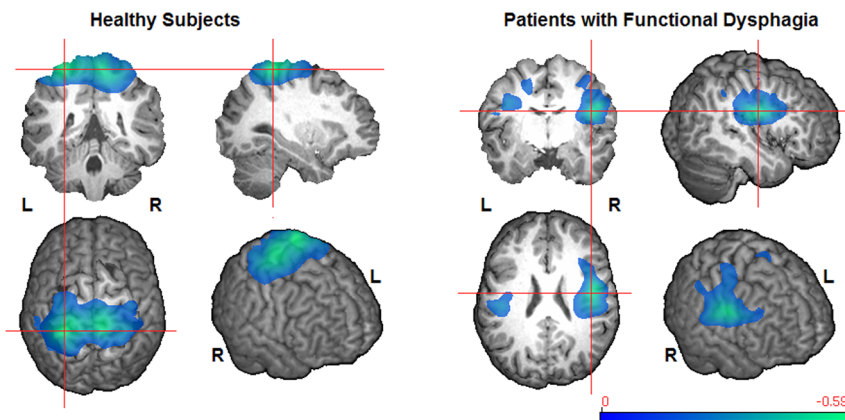 Healthy Subjects
Patients with Functional Dysphagia
L R
L R
L
R
L
R
0 -0.59